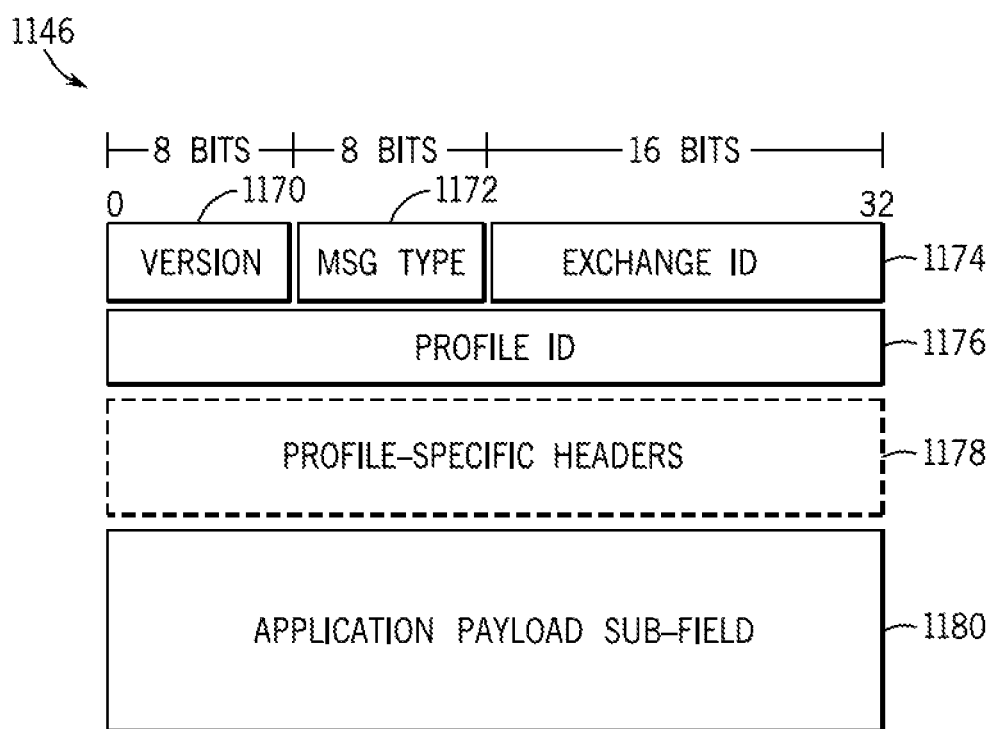 1146
8 BITS 8 BITS 16 BITS
1170 1172
0 32
VERSION MSG TYPE EXCHANGE ID 1174
PROFILE ID 1176
PROFILE-SPECIFIC HEADERS 1178
APPLICATION PAYLOAD SUB-FIELD 1180